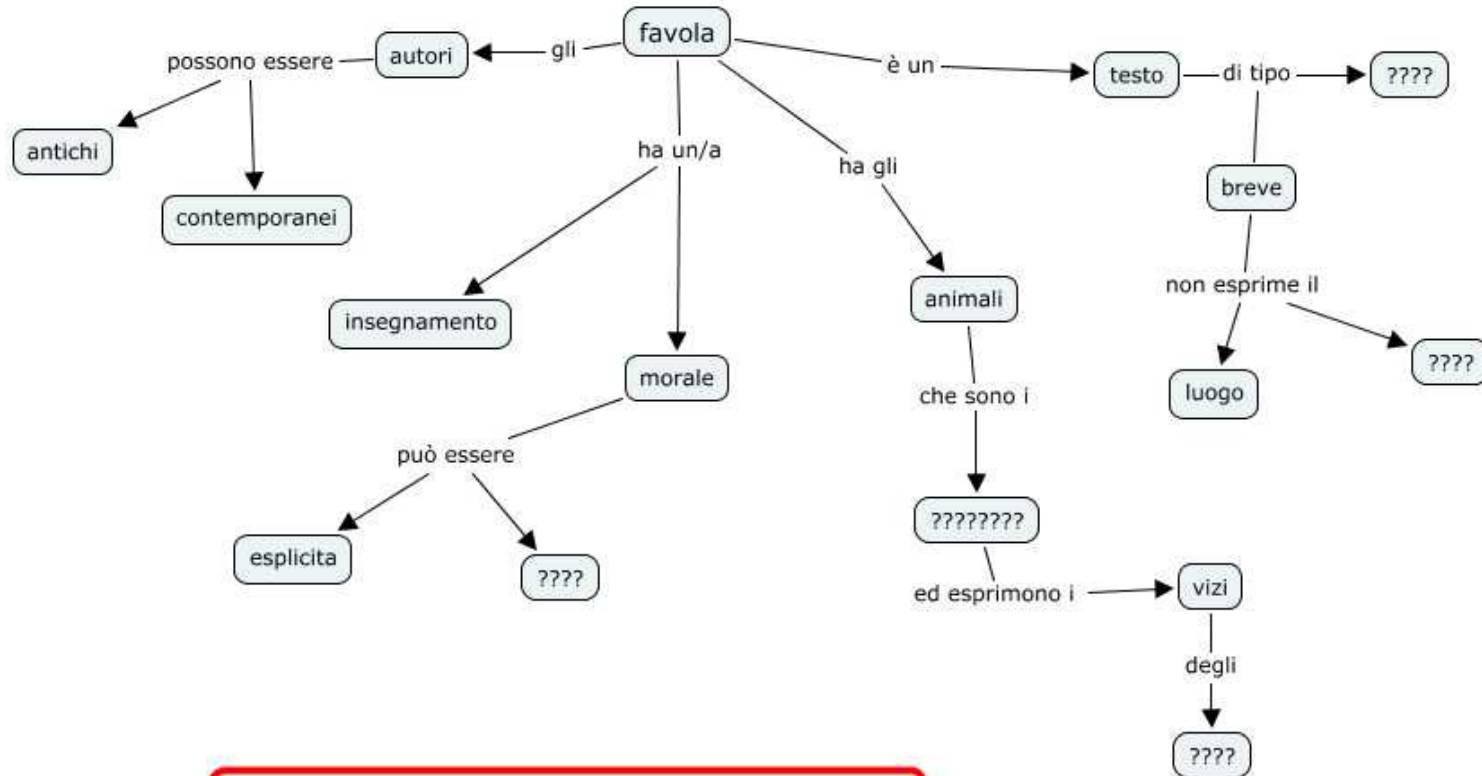 favola
gli
autori
possono essere
antichi
contemporanei
ha un/a
insegnamento
morale
può essere
esplicita
????
ha gli
animali
che sono i
????????
ed esprimono i
vizi
degli
????
è un
testo
di tipo
????
breve
non esprime il
luogo
????